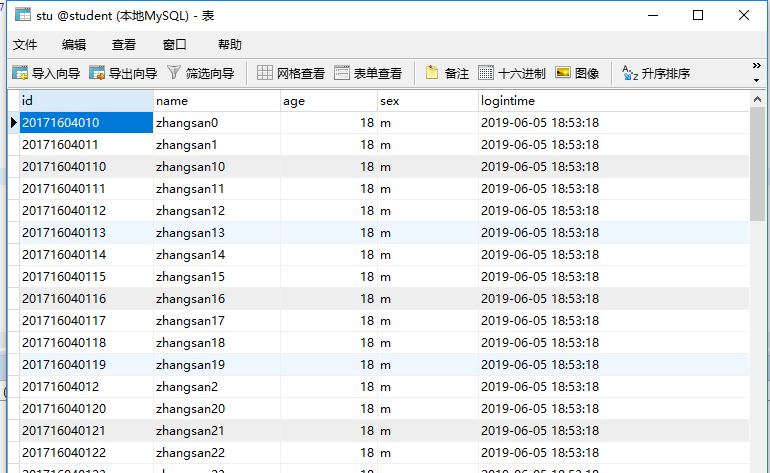 stu @student (本地MySQL) - 表
文件 编辑 查看 窗口 帮助
导入向导 导出向导 筛选向导 网格查看 表单查看 备注 十六进制 图像 升序排序
id name age sex logintime
20171604010 zhangsan0 18 m 2019-06-05 18:53:18
20171604011 zhangsan1 18 m 2019-06-05 18:53:18
201716040110 zhangsan10 18 m 2019-06-05 18:53:18
201716040111 zhangsan11 18 m 2019-06-05 18:53:18
201716040112 zhangsan12 18 m 2019-06-05 18:53:18
201716040113 zhangsan13 18 m 2019-06-05 18:53:18
201716040114 zhangsan14 18 m 2019-06-05 18:53:18
201716040115 zhangsan15 18 m 2019-06-05 18:53:18
201716040116 zhangsan16 18 m 2019-06-05 18:53:18
201716040117 zhangsan17 18 m 2019-06-05 18:53:18
201716040118 zhangsan18 18 m 2019-06-05 18:53:18
201716040119 zhangsan19 18 m 2019-06-05 18:53:18
20171604012 zhangsan2 18 m 2019-06-05 18:53:18
201716040120 zhangsan20 18 m 2019-06-05 18:53:18
201716040121 zhangsan21 18 m 2019-06-05 18:53:18
201716040122 zhangsan22 18 m 2019-06-05 18:53:18